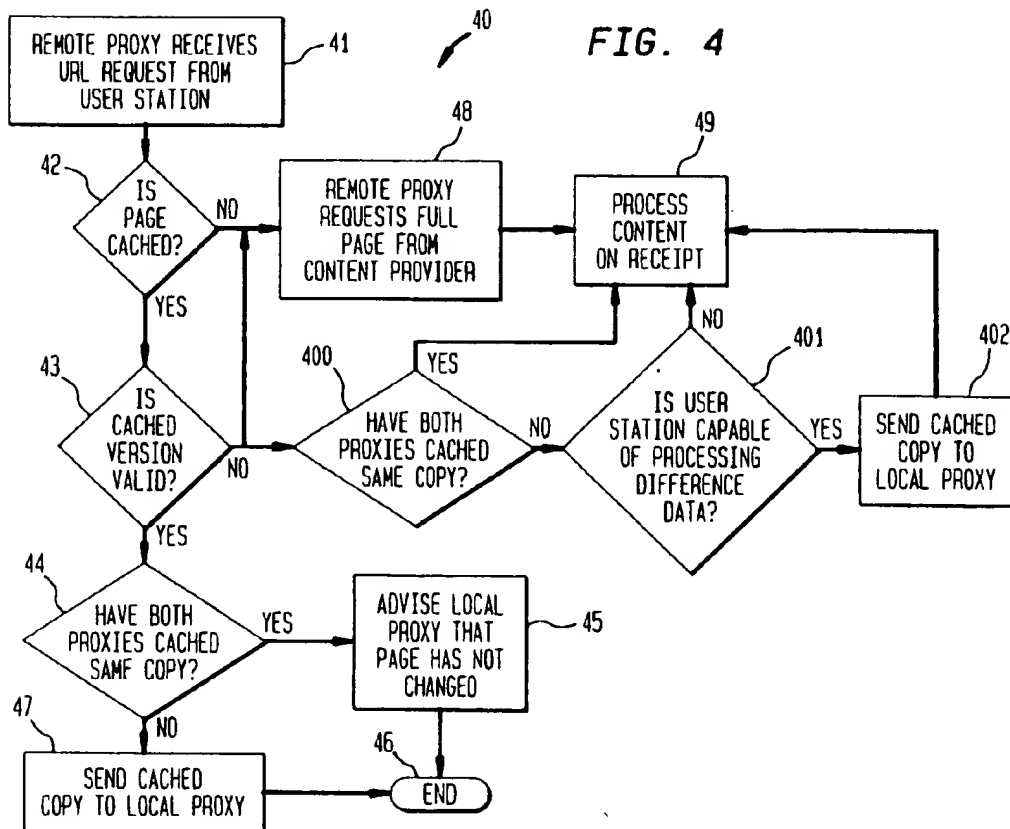 FIG. 4
40
41
REMOTE PROXY RECEIVES
URL REQUEST FROM
USER STATION
42
IS
PAGE
CACHED?
NO
YES
48
REMOTE PROXY
REQUESTS FULL
PAGE FROM
CONTENT PROVIDER
49
PROCESS
CONTENT
ON RECEIPT
43
IS
CACHED
VERSION
VALID?
NO
YES
400
HAVE BOTH
PROXIES CACHED
SAME COPY?
YES
NO
401
IS USER
STATION CAPABLE
OF PROCESSING
DIFFERENCE
DATA?
NO
YES
402
SEND CACHED
COPY TO
LOCAL PROXY
44
HAVE BOTH
PROXIES CACHED
SAMF COPY?
YES
NO
45
ADVISE LOCAL
PROXY THAT
PAGE HAS NOT
CHANGED
47
SEND CACHED
COPY TO LOCAL PROXY
46
END